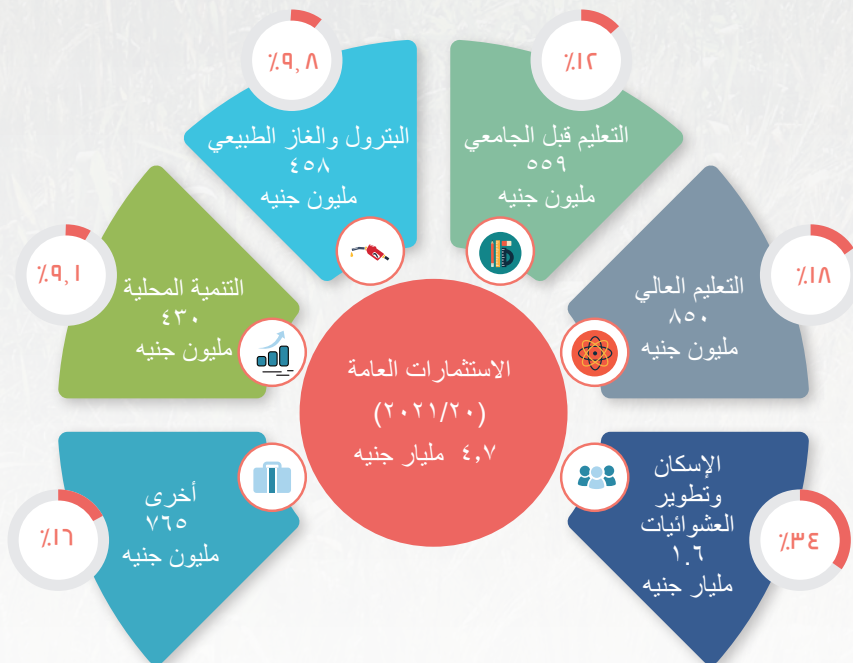 الاستثمارات العامة
(٢٠٢١/٢٠)
٤,٧ مليار جنيه
الإسكان
وتطوير
العشوائيات
١.٦
مليار جنيه
٪٣٤
التعليم العالي
٨٥٠
مليون جنيه
٪١٨
التعليم قبل الجامعي
٥٥٩
مليون جنيه
٪١٢
البترول والغاز الطبيعي
٤٥٨
مليون جنيه
٪٩,٨
التنمية المحلية
٤٣٠
مليون جنيه
٪٩,١
أخرى
٧٦٥
مليون جنيه
٪١٦